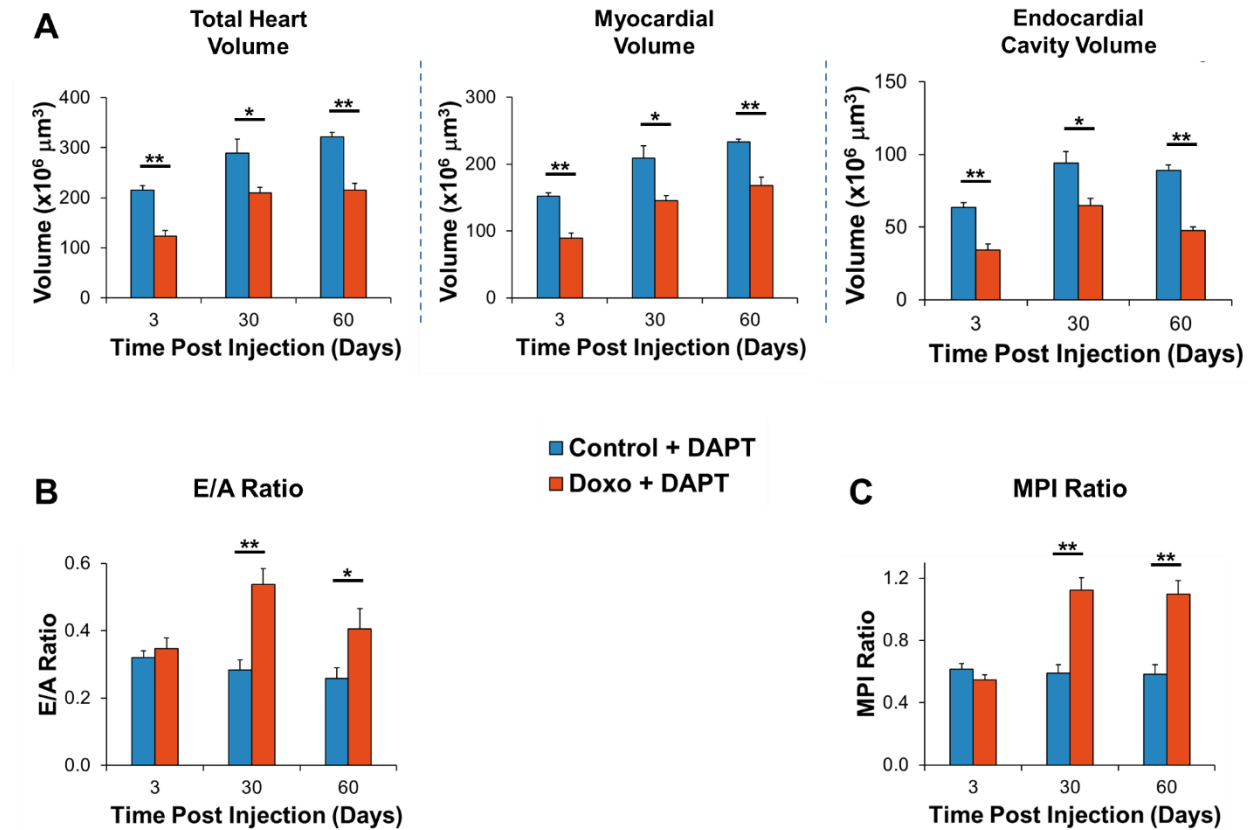 A
Total Heart
Volume
Volume (x10⁶ μm³)
400
300
200
100
0
**
*
**
3 30 60
Time Post Injection (Days)
Myocardial
Volume
Volume (x10⁶ μm³)
300
200
100
0
**
*
**
3 30 60
Time Post Injection (Days)
Endocardial
Cavity Volume
Volume (x10⁶ μm³)
150
100
50
0
**
*
**
3 30 60
Time Post Injection (Days)
Control + DAPT
Doxo + DAPT
B
E/A Ratio
E/A Ratio
0.6
0.4
0.2
0.0
**
*
3 30 60
Time Post Injection (Days)
C
MPI Ratio
MPI Ratio
1.2
0.8
0.4
0.0
**
**
3 30 60
Time Post Injection (Days)